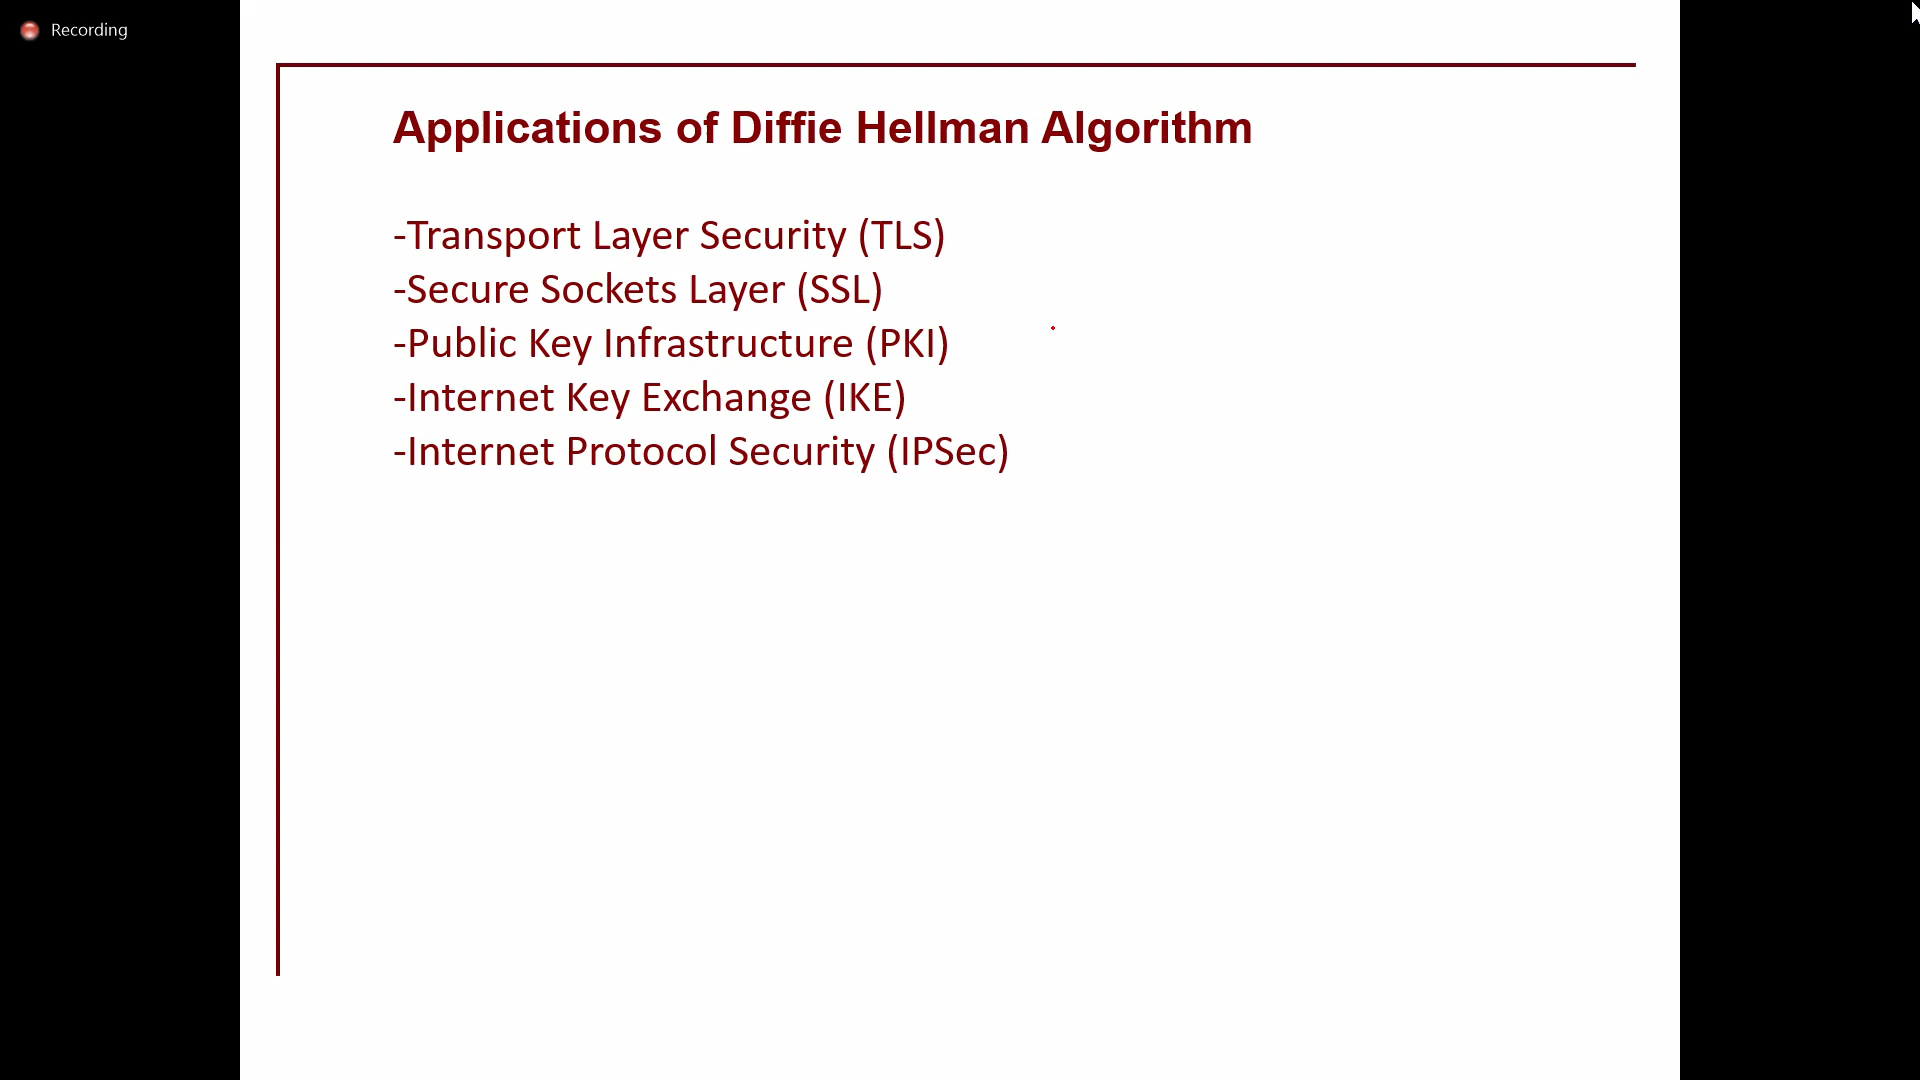 Recording
Applications of Diffie Hellman Algorithm
-Transport Layer Security (TLS)
-Secure Sockets Layer (SSL)
-Public Key Infrastructure (PKI)
-Internet Key Exchange (IKE)
-Internet Protocol Security (IPSec)